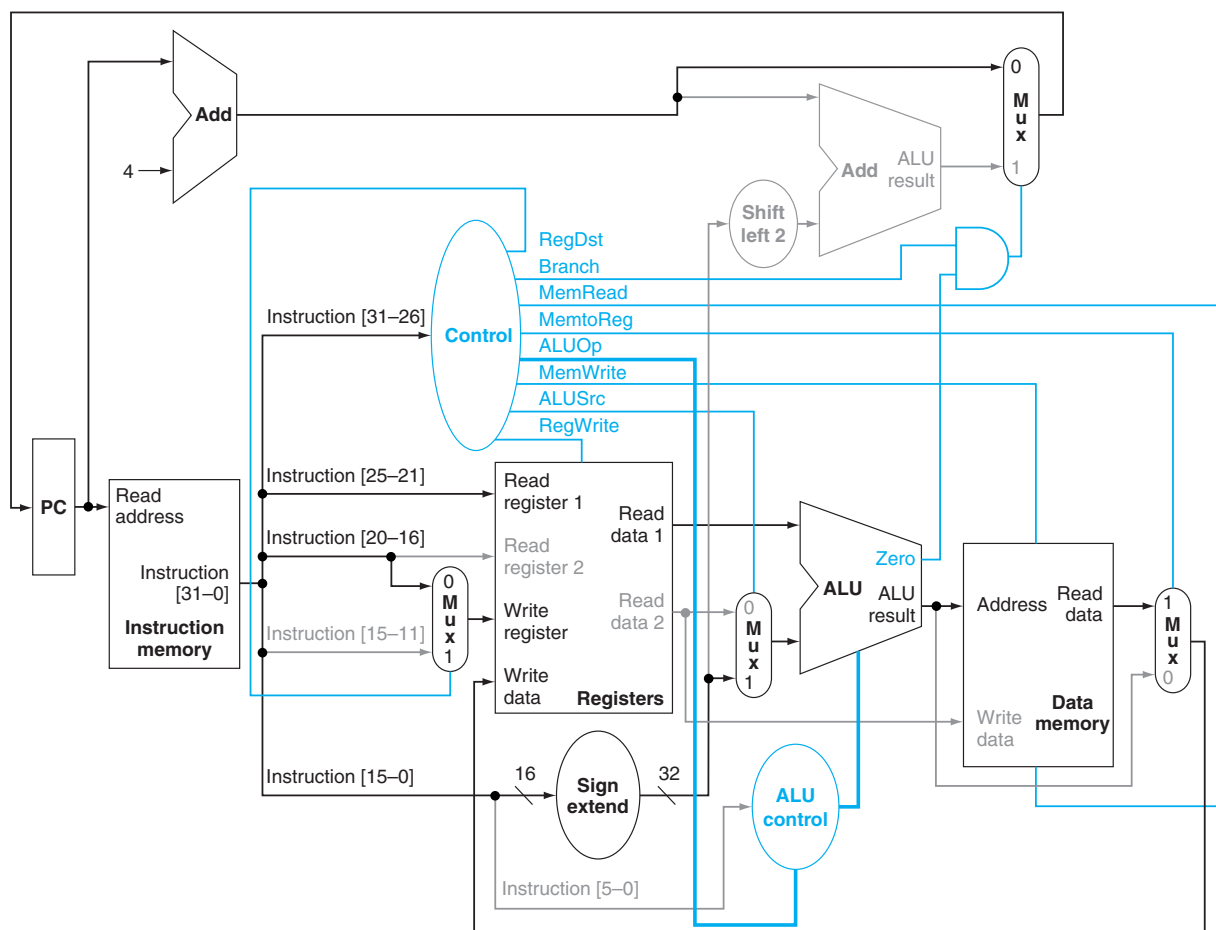 0
M
u
x
1
Add
4
Add
ALU
result
Shift
left 2
RegDst
Branch
MemRead
MemtoReg
ALUOp
MemWrite
ALUSrc
RegWrite
Instruction [31–26]
Control
PC
Read
address
Instruction
[31–0]
Instruction
memory
Instruction [25–21]
Instruction [20–16]
Instruction [15–11]
0
M
u
x
1
Read
register 1
Read
register 2
Write
register
Write
data
Read
data 1
Read
data 2
Registers
0
M
u
x
1
Zero
ALU
ALU
result
Address
Read
data
Write
data
Data
memory
1
M
u
x
0
Instruction [15–0]
16
Sign
extend
32
ALU
control
Instruction [5–0]